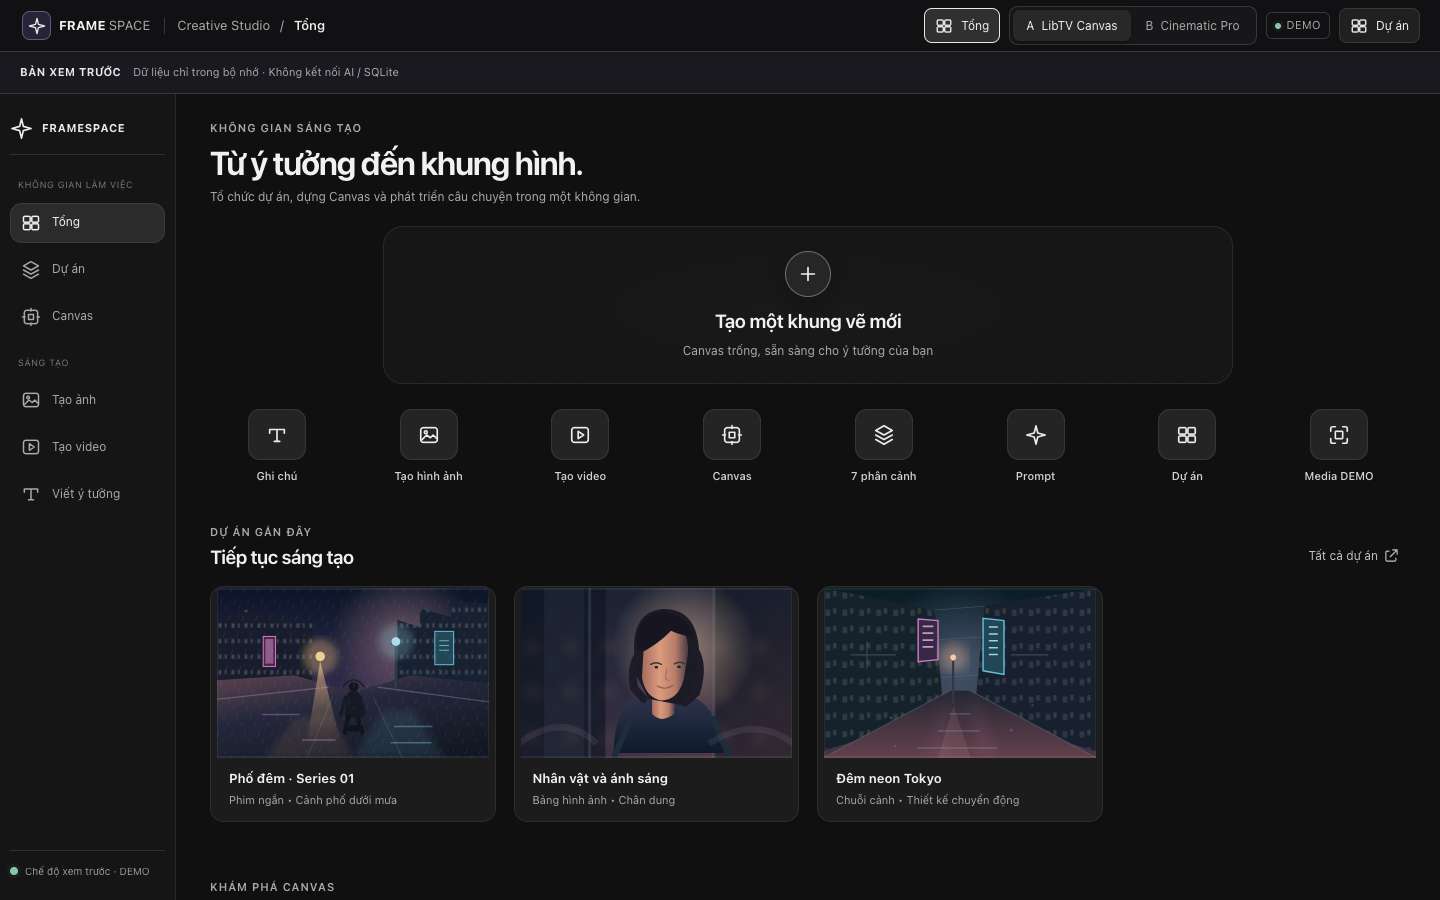 FRAME SPACE
Creative Studio / Tổng
Tổng
A LibTV Canvas
B Cinematic Pro
DEMO
Dự án
BẢN XEM TRƯỚC Dữ liệu chỉ trong bộ nhớ · Không kết nối AI / SQLite
FRAMESPACE
KHÔNG GIAN LÀM VIỆC
Tổng
Dự án
Canvas
SÁNG TẠO
Tạo ảnh
Tạo video
Viết ý tưởng
Chế độ xem trước · DEMO
KHÔNG GIAN SÁNG TẠO
Từ ý tưởng đến khung hình.
Tổ chức dự án, dựng Canvas và phát triển câu chuyện trong một không gian.
Tạo một khung vẽ mới
Canvas trống, sẵn sàng cho ý tưởng của bạn
Ghi chú
Tạo hình ảnh
Tạo video
Canvas
7 phân cảnh
Prompt
Dự án
Media DEMO
DỰ ÁN GẦN ĐÂY
Tiếp tục sáng tạo
Tất cả dự án
Phố đêm · Series 01
Phim ngắn • Cảnh phố dưới mưa
Nhân vật và ánh sáng
Bảng hình ảnh • Chân dung
Đêm neon Tokyo
Chuỗi cảnh • Thiết kế chuyển động
KHÁM PHÁ CANVAS